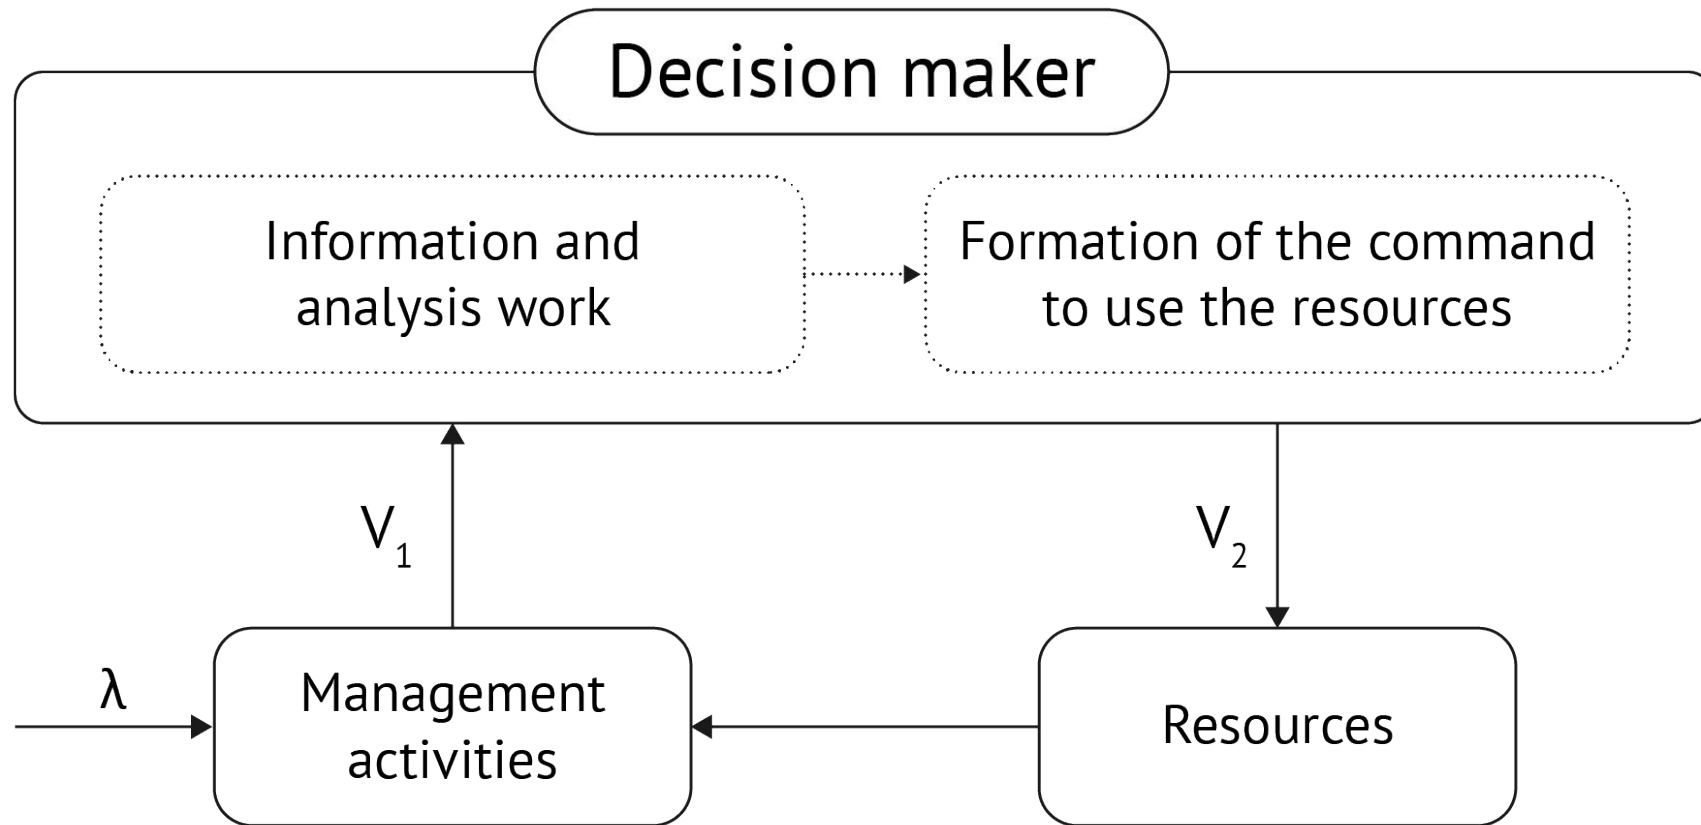 Decision maker
Information and
analysis work
Formation of the command
to use the resources
V₁
V₂
λ
Management
activities
Resources